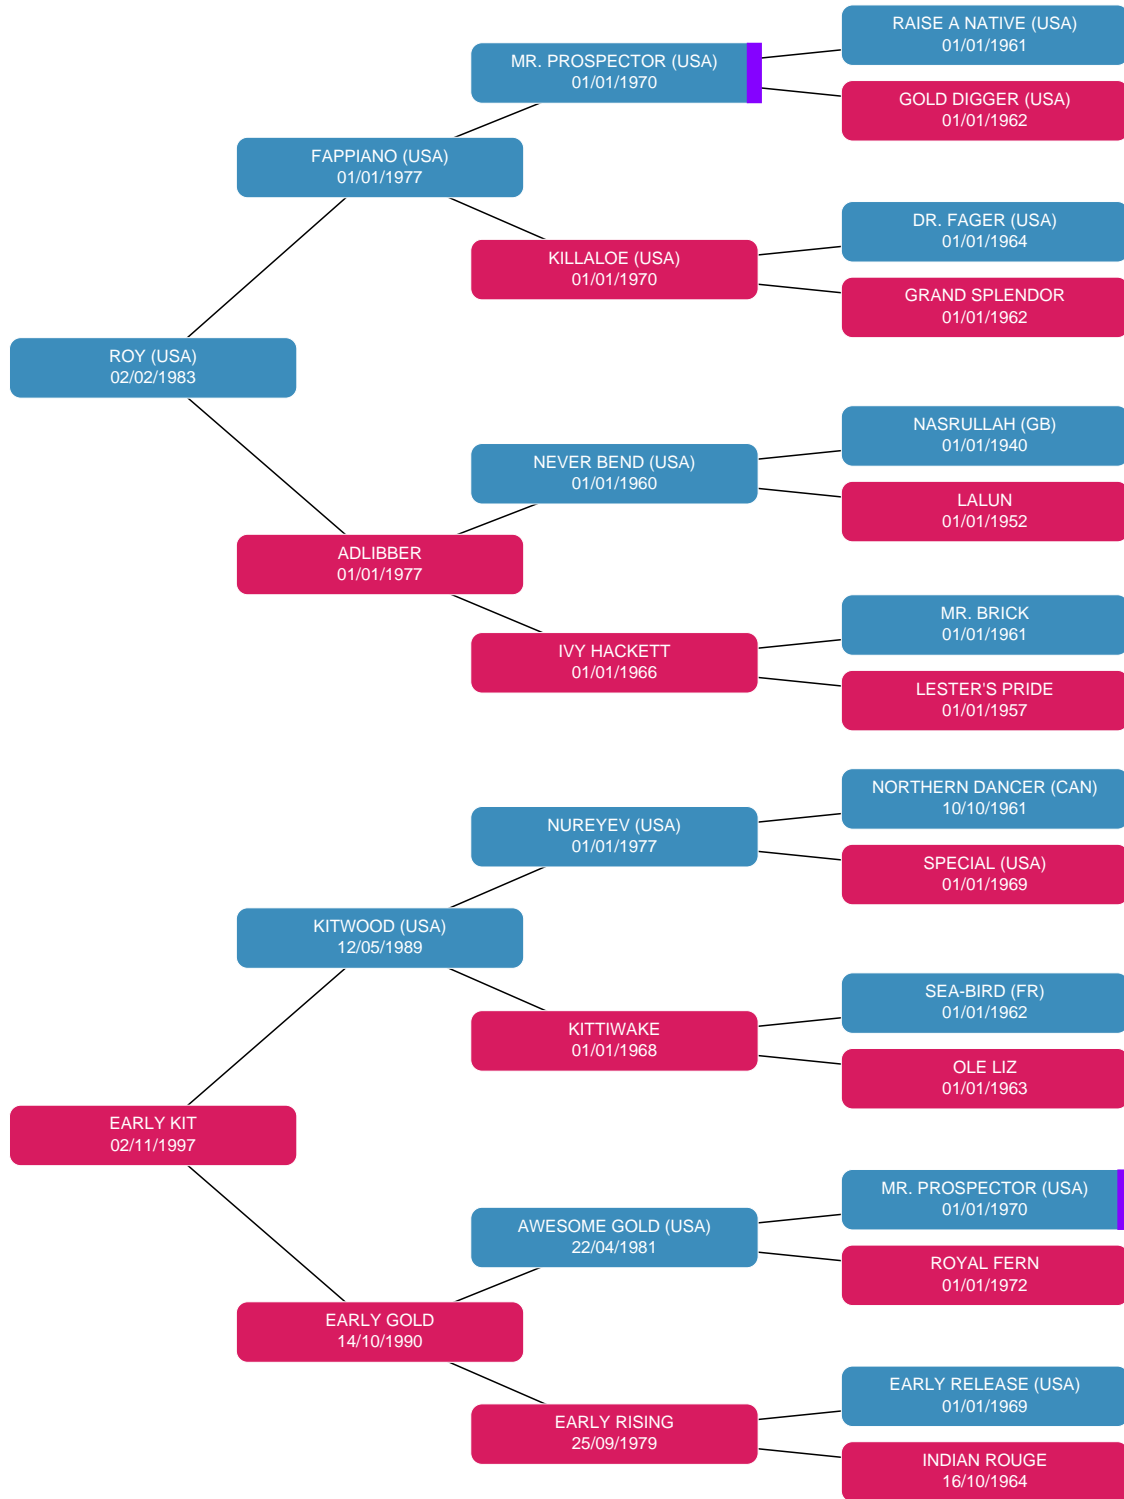 RAISE A NATIVE (USA)
01/01/1961
MR. PROSPECTOR (USA)
01/01/1970
GOLD DIGGER (USA)
01/01/1962
FAPPIANO (USA)
01/01/1977
DR. FAGER (USA)
01/01/1964
KILLALOE (USA)
01/01/1970
GRAND SPLENDOR
01/01/1962
ROY (USA)
02/02/1983
NASRULLAH (GB)
01/01/1940
NEVER BEND (USA)
01/01/1960
LALUN
01/01/1952
ADLIBBER
01/01/1977
MR. BRICK
01/01/1961
IVY HACKETT
01/01/1966
LESTER'S PRIDE
01/01/1957
NORTHERN DANCER (CAN)
10/10/1961
NUREYEV (USA)
01/01/1977
SPECIAL (USA)
01/01/1969
KITWOOD (USA)
12/05/1989
SEA-BIRD (FR)
01/01/1962
KITTIWAKE
01/01/1968
OLE LIZ
01/01/1963
EARLY KIT
02/11/1997
MR. PROSPECTOR (USA)
01/01/1970
AWESOME GOLD (USA)
22/04/1981
ROYAL FERN
01/01/1972
EARLY GOLD
14/10/1990
EARLY RELEASE (USA)
01/01/1969
EARLY RISING
25/09/1979
INDIAN ROUGE
16/10/1964